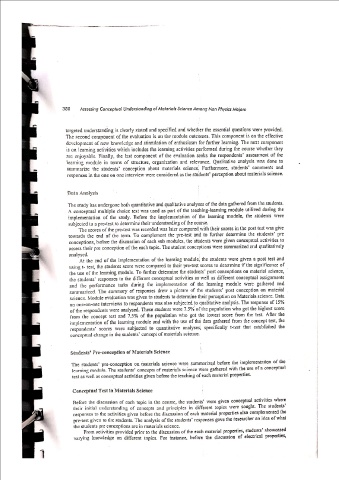 380 Assessing Conceptual Understanding of Materials Science Among Non Physics Majors
targeted understanding is clearly stated and specified and whether the essential questions were provided.
The second component of the evaluation is on the module outcomes. This component is on the effective
development of new knowledge and stimulation of enthusiasm for further learning. The next component
is on learning activities which includes the learning activities performed during the course whether they
are enjoyable. Finally, the last component of the evaluation tasks the respondents' assessment of the
learning module in terms of structure, organization and relevance. Qualitative analysis was done to
summarize the students' conception about materials science. Furthermore, students' comments and
responses in the one on one interview were considered as the students' perception about materials science.
Data Analysis
The study has undergone both quantitative and qualitative analyses of the data gathered from the students.
A conceptual multiple choice test was used as part of the teaching-learning module utilized during the
implementation of the study. Before the implementation of the learning module, the students were
subjected to a pre-test to determine their understanding of the course.
The scores of the pre-test was recorded was later compared with their scores in the post test was give
towards the end of the term. To complement the pre-test and to further determine the students' pre
conceptions, before the discussion of each sub module, the students were given conceptual activities to
assess their pre conception of the each topic. The student conceptions were summarized and qualitatively
analyzed.
At the end of the implementation of the learning module, the students were given a post test and
using t- test, the students score were compared to their pre-test scores to determine if the significance of
the use of the learning module. To further determine the students' post conceptions on material science,
the students' responses to the different conceptual activities as well as different conceptual assignments
and the performance tasks during the implementation of the learning module were gathered and
summarized. The summary of responses drew a picture of the students' post conception on material
science. Module evaluation was given to students to determine their perception on Materials science. Data
on one-on-one interviews to respondents was also subjected to qualitative analysis. The response of 15%
of the respondents were analyzed. These students were 7.5% of the population who got the highest score
from the concept test and 7.5% of the population who got the lowest score from the test. After the
implementation of the learning module and with the use of the data gathered from the concept test, the
respondents' scores were subjected to quantitative analyses, specifically t-test that established the
conceptual change in the students' concept of materials science.
Students' Pre-conception of Materials Science
The students' pre-conception on materials science were summarized before the implementation of the
learning module. The students' concepts of materials science were gathered with the use of a conceptual
test as well as conceptual activities given before the teaching of each material properties.
Conceptual Test in Materials Science
Before the discussion of each topic in the course, the students' were given conceptual activities where
their initial understanding of concepts and principles in different topics were sought. The students'
responses to the activities given before the discussion of each material properties also complemented the
pre-test given to the students. The analysis of the students' responses gave the researcher an idea of what
the students pre conceptions are in materials science.
From activities provided prior to the discussion of the each material properties, students' showcased
varying knowledge on different topics. For instance, before the discussion of electrical properties,